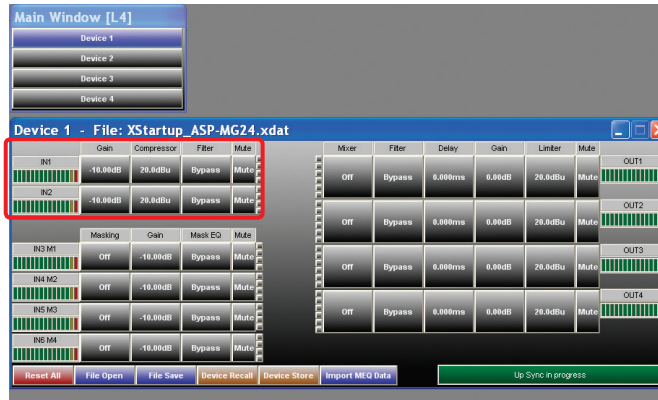 Main Window [L4]
Device 1
Device 2
Device 3
Device 4
Device 1 - File: XStartup_ASP-MG24.xdat
Gain Compressor Filter Mute
IN1 -10.00dB 20.0dBu Bypass Mute
IN2 -10.00dB 20.0dBu Bypass Mute
Masking Gain Mask EQ Mute
IN3 M1 Off -10.00dB Bypass Mute
IN4 M2 Off -10.00dB Bypass Mute
IN5 M3 Off -10.00dB Bypass Mute
IN6 M4 Off -10.00dB Bypass Mute
Mixer Filter Delay Gain Limiter Mute
Off Bypass 0.000ms 0.00dB 20.0dBu Mute OUT1
Off Bypass 0.000ms 0.00dB 20.0dBu Mute OUT2
Off Bypass 0.000ms 0.00dB 20.0dBu Mute OUT3
Off Bypass 0.000ms 0.00dB 20.0dBu Mute OUT4
Reset All File Open File Save Device Recall Device Store Import MEQ Data Up Sync in progress